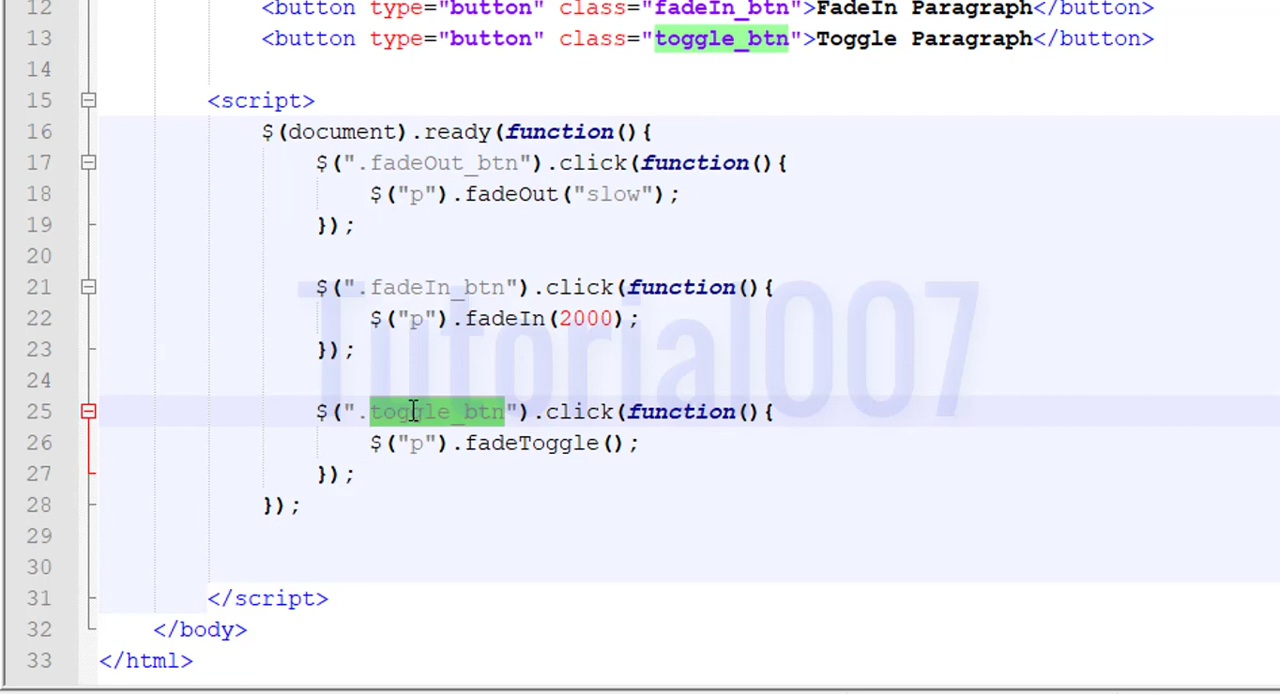 12 <button type="button" class="fadeIn_btn">FadeIn Paragraph</button>
13 <button type="button" class="toggle_btn">Toggle Paragraph</button>
14
15 <script>
16 $(document).ready(function(){
17 $(".fadeOut_btn").click(function(){
18 $("p").fadeOut("slow");
19 });
20
21 $(".fadeIn_btn").click(function(){
22 $("p").fadeIn(2000);
23 });
24
25 $(".toggle_btn").click(function(){
26 $("p").fadeToggle();
27 });
28 });
29
30
31 </script>
32 </body>
33 </html>
Tutorial007